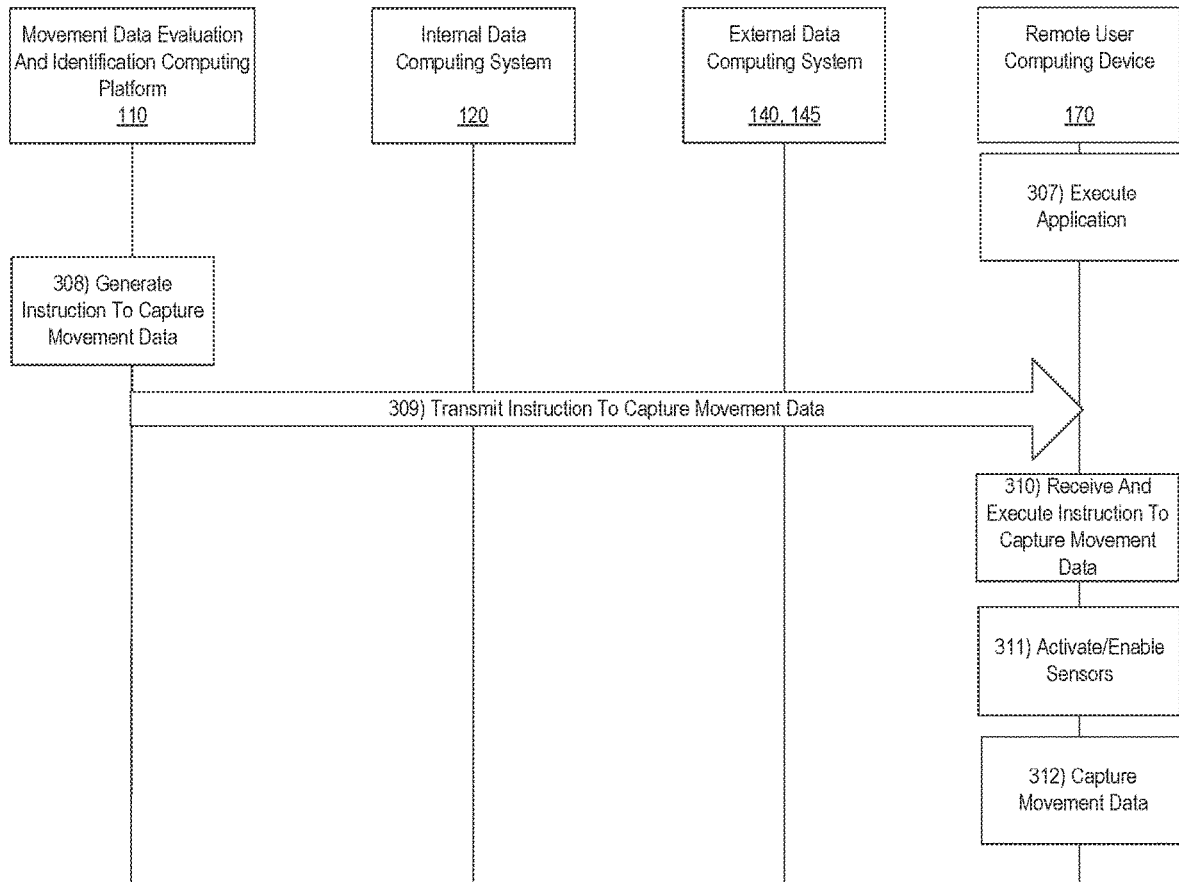 Movement Data Evaluation
And Identification Computing
Platform
110
Internal Data
Computing System
120
External Data
Computing System
140, 145
Remote User
Computing Device
170
307) Execute
Application
308) Generate
Instruction To Capture
Movement Data
309) Transmit Instruction To Capture Movement Data
310) Receive And
Execute Instruction To
Capture Movement
Data
311) Activate/Enable
Sensors
312) Capture
Movement Data